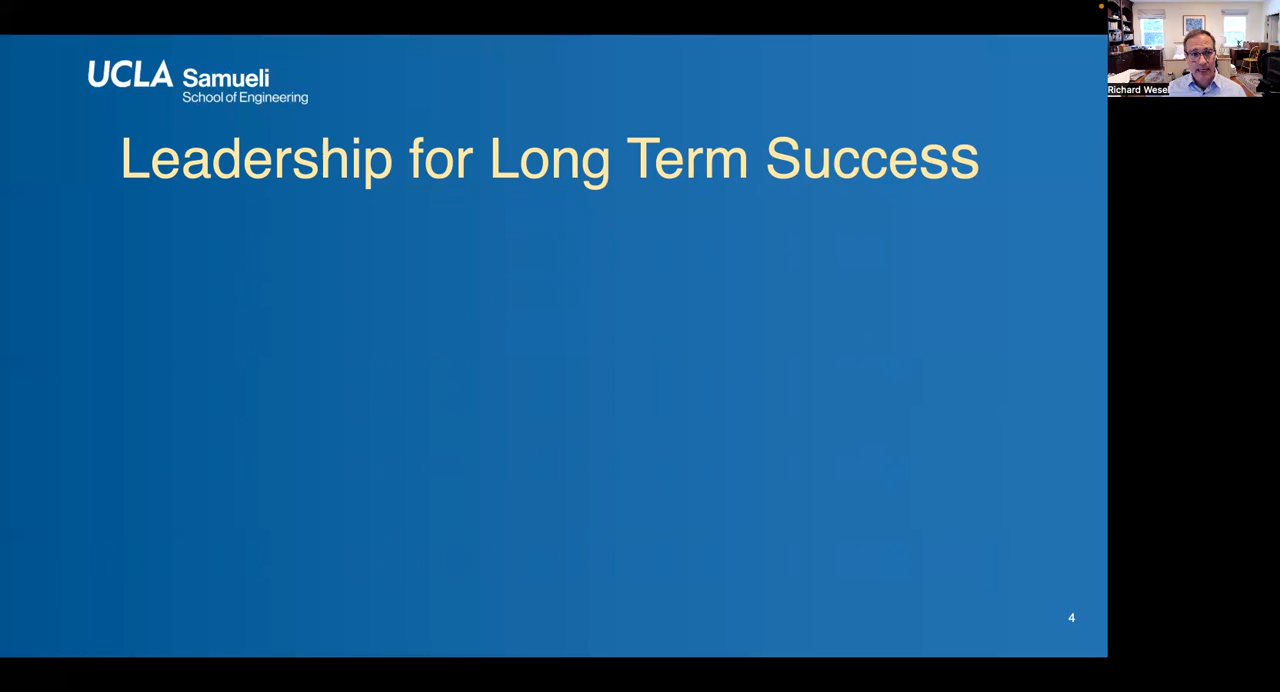 UCLA Samueli
School of Engineering
Richard Wesel
Leadership for Long Term Success
4